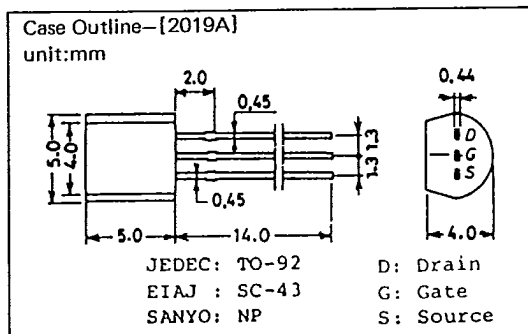 Case Outline—[2019A]
unit:mm
2.0
0,45
0,44
5.0
4.0
1.3
1.3
D
G
S
0,45
5.0
14.0
4.0
JEDEC: TO-92
EIAJ : SC-43
SANYO: NP
D: Drain
G: Gate
S: Source